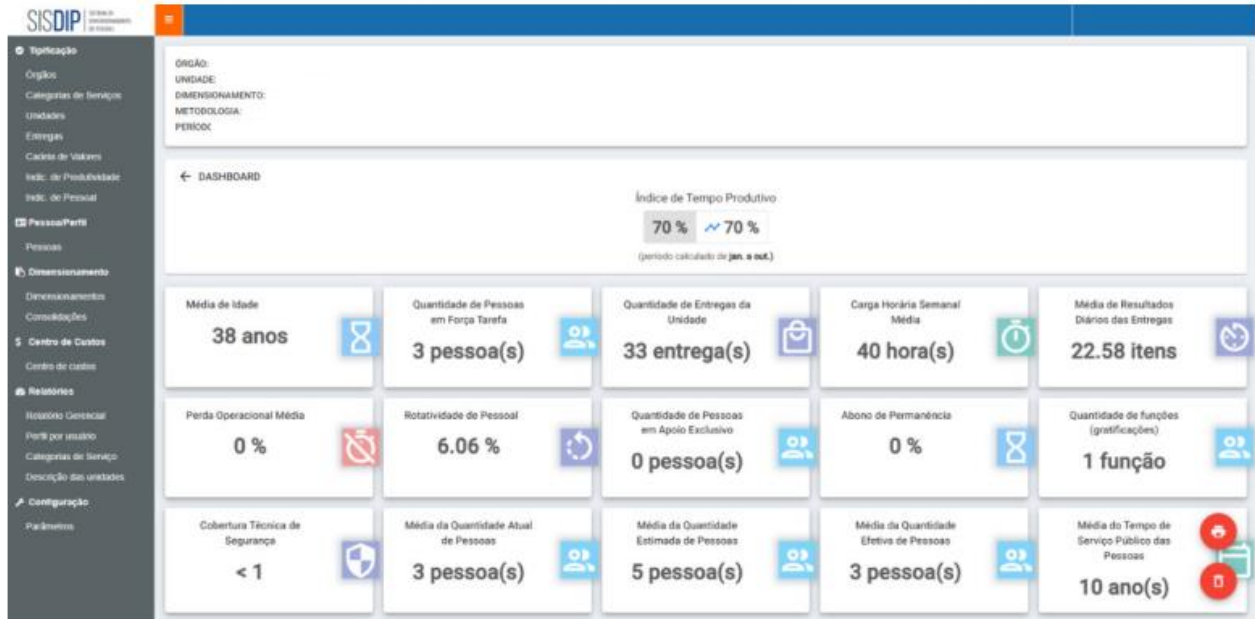 SISDIP
Tipificação
Órgãos
Categorias de Serviços
Unidades
Entregas
Cadeia de Valores
Indic. de Produtividade
Indic. de Pessoal
Pessoa/Perfil
Pessoas
Dimensionamento
Dimensionamentos
Consolidações
$ Centro de Custos
Centro de custos
Relatórios
Relatório Gerencial
Perfil por usuário
Categorias de Serviço
Descrição das unidades
Configuração
Parâmetros
ÓRGÃO:
UNIDADE:
DIMENSIONAMENTO:
METODOLOGIA:
← DASHBOARD
Índice de Tempo Produtivo
70 % 70 %
(período calculado de jan. a out.)
Média de Idade
38 anos
Quantidade de Pessoas
em Força Tarefa
3 pessoa(s)
Quantidade de Entregas da
Unidade
33 entrega(s)
Carga Horária Semanal
Média
40 hora(s)
Média de Resultados
Diários das Entregas
22.58 itens
Perda Operacional Média
0 %
Rotatividade de Pessoal
6.06 %
Quantidade de Pessoas
em Apoio Exclusivo
0 pessoa(s)
Abono de Permanência
0 %
Quantidade de funções
(gratificações)
1 função
Cobertura Técnica de
Segurança
< 1
Média da Quantidade Atual
de Pessoas
3 pessoa(s)
Média da Quantidade
Estimada de Pessoas
5 pessoa(s)
Média da Quantidade
Efetiva de Pessoas
3 pessoa(s)
Média do Tempo de
Serviço Público das
Pessoas
10 ano(s)